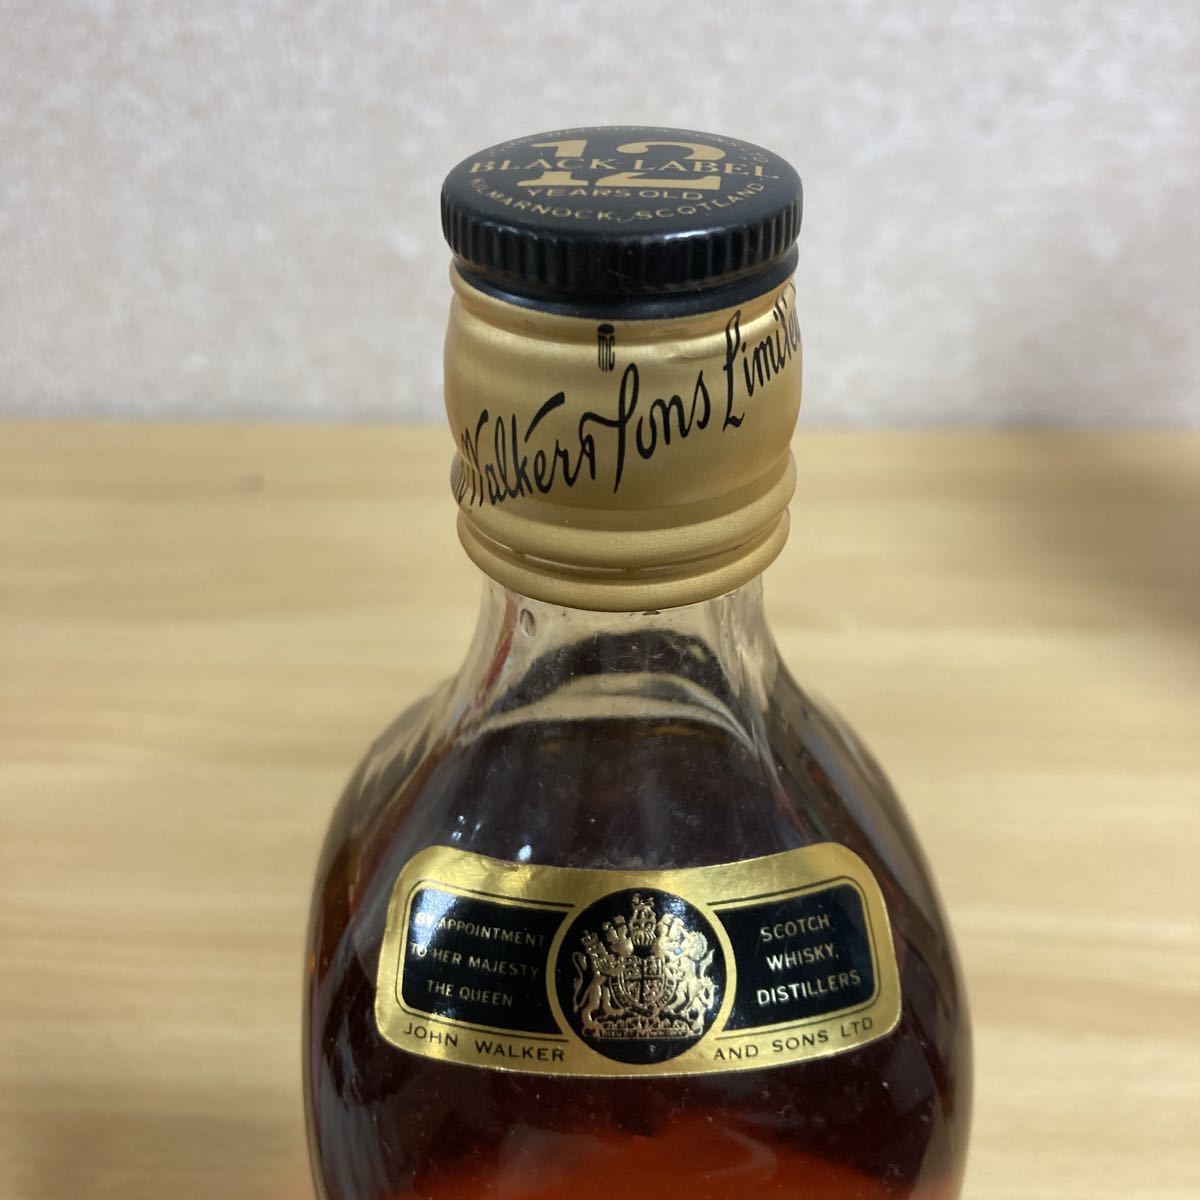 12
BLACK LABEL
YEARS OLD
KILMARNOCK, SCOTLAND
Walker & Sons Limited
BY APPOINTMENT
TO HER MAJESTY
THE QUEEN
SCOTCH
WHISKY,
DISTILLERS
JOHN WALKER AND SONS LTD